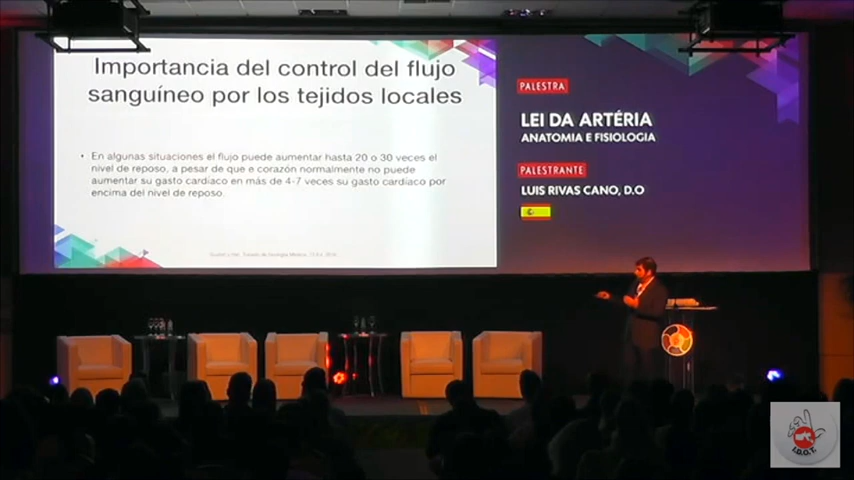 Importancia del control del flujo
sanguíneo por los tejidos locales
• En algunas situaciones el flujo puede aumentar hasta 20 o 30 veces el
nivel de reposo, a pesar de que e corazón normalmente no puede
aumentar su gasto cardiaco en más de 4-7 veces su gasto cardiaco por
encima del nivel de reposo.
PALESTRA
LEI DA ARTÉRIA
ANATOMIA E FISIOLOGIA
PALESTRANTE
LUIS RIVAS CANO, D.O
I.D.O.T.